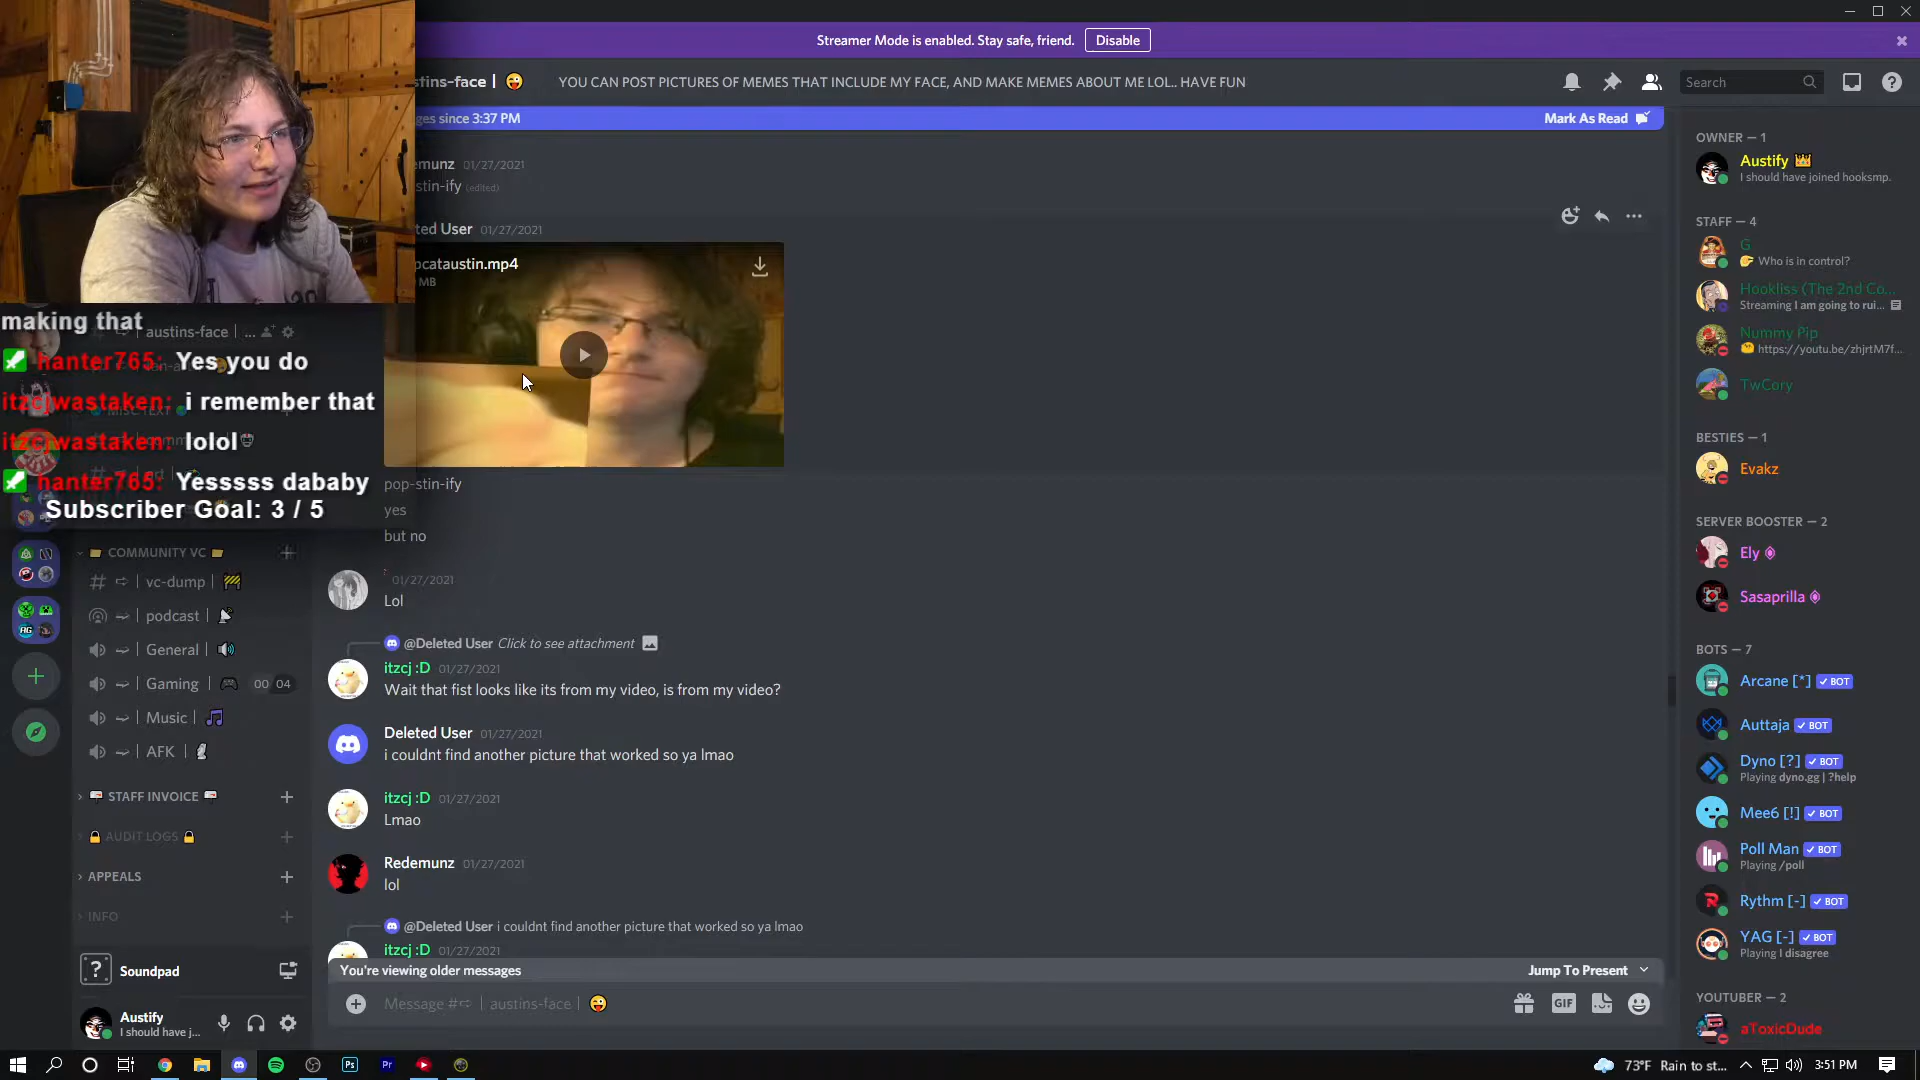 Streamer Mode is enabled. Stay safe, friend. Disable
stins-face | YOU CAN POST PICTURES OF MEMES THAT INCLUDE MY FACE, AND MAKE MEMES ABOUT ME LOL.. HAVE FUN
Search
ges since 3:37 PM Mark As Read
emunz 01/27/2021
stin-ify (edited)
ted User 01/27/2021
pcataustin.mp4
MB
making that
austins-face | ...
hanter765: Yes you do
itzcjwastaken: i remember that
itzcjwastaken: lolol
hanter765: Yesssss dababy
Subscriber Goal: 3 / 5
pop-stin-ify
yes
but no
01/27/2021
Lol
@Deleted User Click to see attachment
itzcj :D 01/27/2021
Wait that fist looks like its from my video, is from my video?
Deleted User 01/27/2021
i couldnt find another picture that worked so ya lmao
itzcj :D 01/27/2021
Lmao
Redemunz 01/27/2021
lol
@Deleted User i couldnt find another picture that worked so ya lmao
itzcj :D 01/27/2021
You're viewing older messages Jump To Present
Message # | austins-face |
GIF
COMMUNITY VC
vc-dump |
| podcast |
| General |
| Gaming | 00 04
| Music |
| AFK |
STAFF INVOICE
AUDIT LOGS
APPEALS
INFO
Soundpad
Austify
I should have j...
OWNER — 1
Austify
I should have joined hooksmp.
STAFF — 4
G
Who is in control?
Hookliss (The 2nd Co...
Streaming I am going to rui...
Nummy Pip
https://youtu.be/zhjrtM7f...
TwCory
BESTIES — 1
Evakz
SERVER BOOSTER — 2
Ely
Sasaprilla
BOTS — 7
Arcane [*] BOT
Auttaja BOT
Dyno [?] BOT
Playing dyno.gg | ?help
Mee6 [!] BOT
Poll Man BOT
Playing /poll
Rythm [-] BOT
YAG [-] BOT
Playing I disagree
YOUTUBER — 2
aToxicDude
73°F Rain to st... 3:51 PM